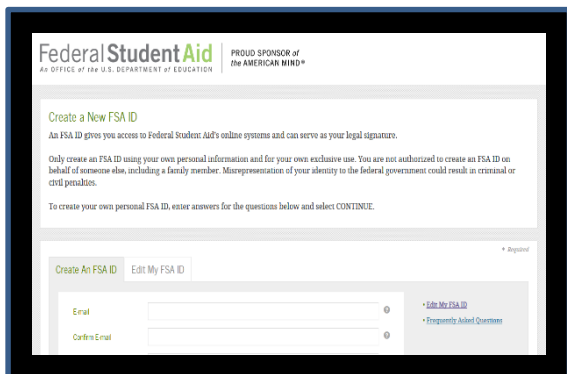 Federal Student Aid
An OFFICE of the U.S. DEPARTMENT of EDUCATION
PROUD SPONSOR of
the AMERICAN MIND®
Create a New FSA ID
An FSA ID gives you access to Federal Student Aid's online systems and can serve as your legal signature.
Only create an FSA ID using your own personal information and for your own exclusive use. You are not authorized to create an FSA ID on
behalf of someone else, including a family member. Misrepresentation of your identity to the federal government could result in criminal or
civil penalties.
To create your own personal FSA ID, enter answers for the questions below and select CONTINUE.
* Required
Create An FSA ID
Edit My FSA ID
E-mail
?
• Edit My FSA ID
• Frequently Asked Questions
Confirm E-mail
?